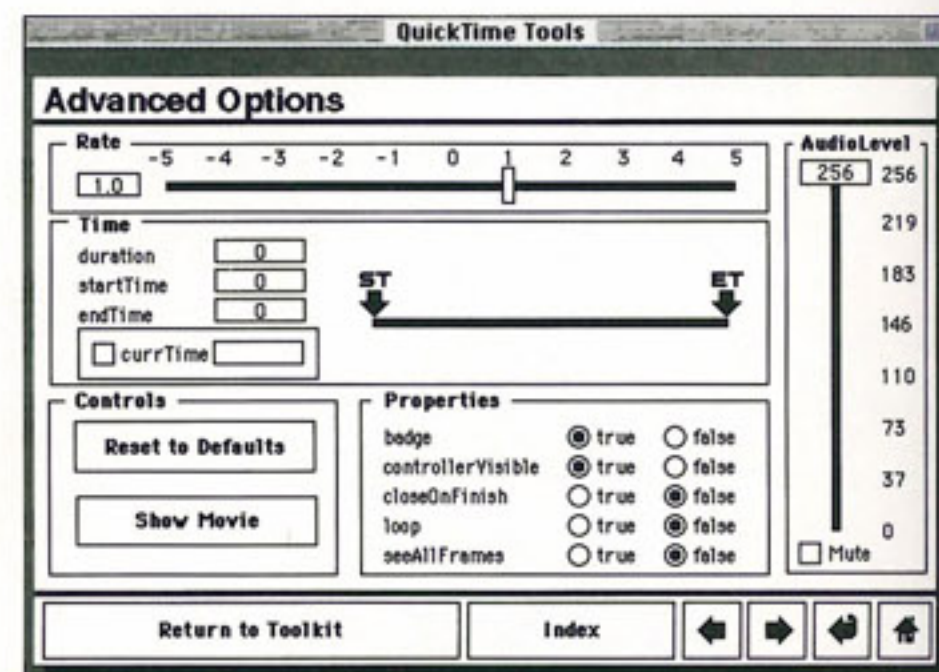 QuickTime Tools
Advanced Options
Rate
-5 -4 -3 -2 -1 0 1 2 3 4 5
1.0
AudioLevel
256 256
219
183
146
110
73
37
0
Mute
Time
duration 0
startTime 0
endTime 0
currTime
ST ET
Controls
Reset to Defaults
Show Movie
Properties
badge true false
controllerVisible true false
closeOnFinish true false
loop true false
seeAllFrames true false
Return to Toolkit Index